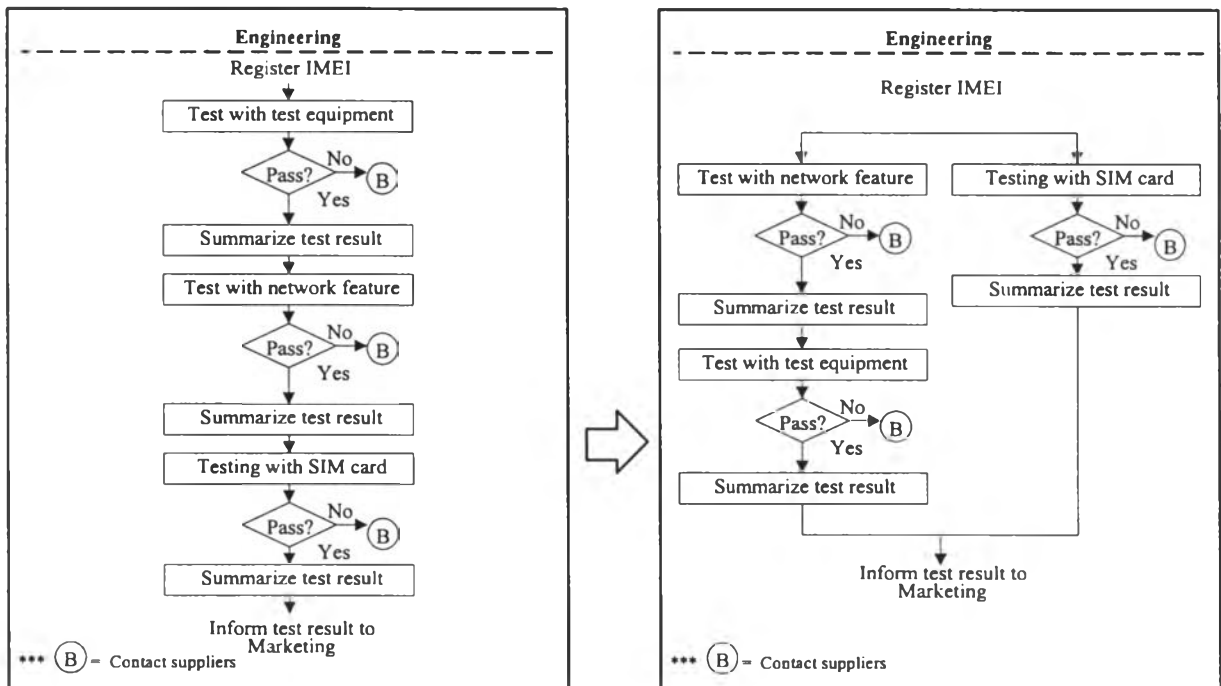 Engineering
Register IMEI
Test with test equipment
Pass?
No
B
Yes
Summarize test result
Test with network feature
Pass?
No
B
Yes
Summarize test result
Testing with SIM card
Pass?
No
B
Yes
Summarize test result
Inform test result to
Marketing
*** B = Contact suppliers
Engineering
Register IMEI
Test with network feature
Pass?
No
B
Yes
Summarize test result
Test with test equipment
Pass?
No
B
Yes
Summarize test result
Testing with SIM card
Pass?
No
B
Yes
Summarize test result
Inform test result to
Marketing
*** B = Contact suppliers